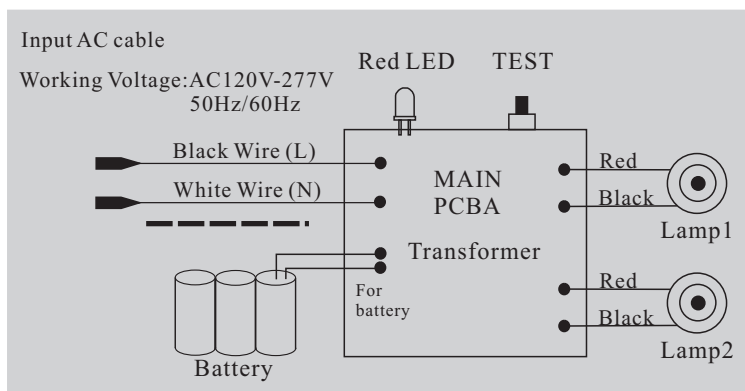 Input AC cable
Working Voltage:AC120V-277V
50Hz/60Hz
Red LED
TEST
Black Wire (L)
White Wire (N)
MAIN
PCBA
Transformer
For
battery
Battery
Red
Black
Lamp1
Red
Black
Lamp2